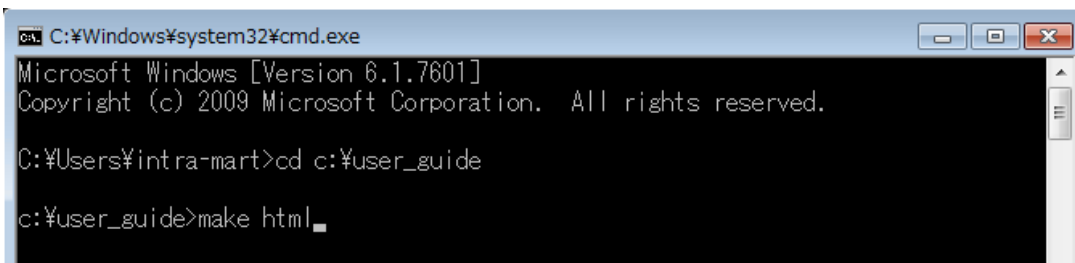 C:¥Windows¥system32¥cmd.exe
Microsoft Windows [Version 6.1.7601]
Copyright (c) 2009 Microsoft Corporation.  All rights reserved.
C:¥Users¥intra-mart>cd c:¥user_guide
c:¥user_guide>make html